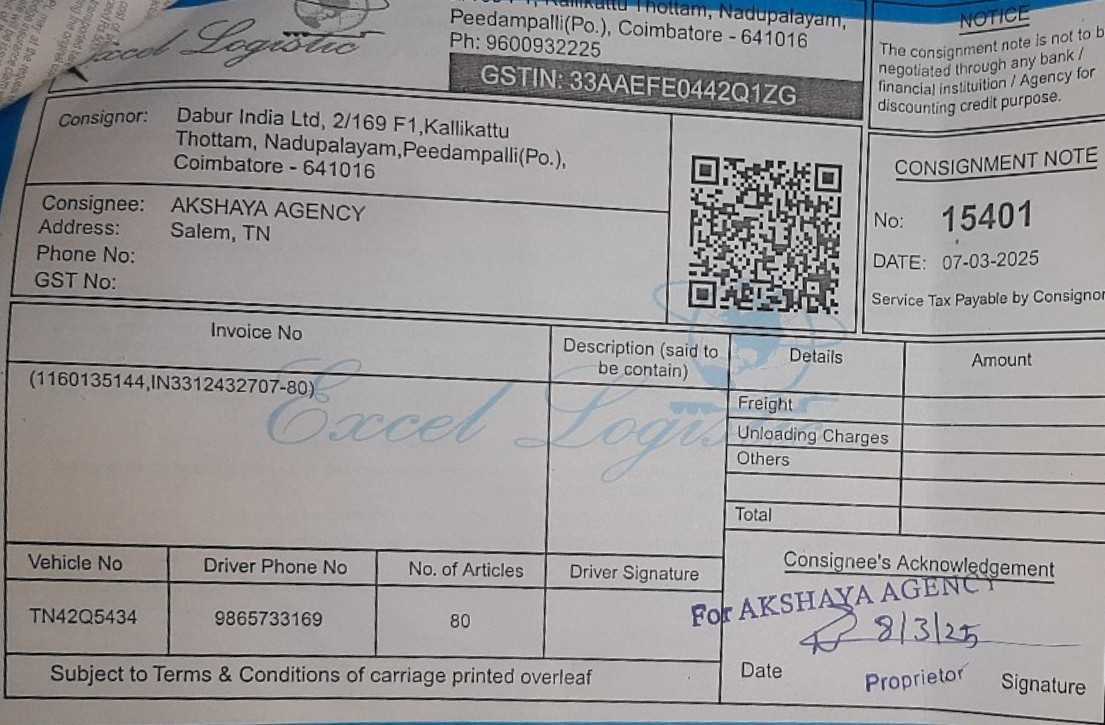 Excel Logistic
Thottam, Nadupalayam,
Peedampalli(Po.), Coimbatore - 641016
Ph: 9600932225
GSTIN: 33AAEFE0442Q1ZG
NOTICE
The consignment note is not to b
negotiated through any bank /
financial instituition / Agency for
discounting credit purpose.
Consignor: Dabur India Ltd, 2/169 F1,Kallikattu
Thottam, Nadupalayam,Peedampalli(Po.),
Coimbatore - 641016
Consignee: AKSHAYA AGENCY
Address: Salem, TN
Phone No:
GST No:
CONSIGNMENT NOTE
No: 15401
DATE: 07-03-2025
Service Tax Payable by Consignor
Invoice No
Description (said to
be contain)
Details
Amount
(1160135144,IN3312432707-80)
Excel Logistic
Freight
Unloading Charges
Others
Total
Vehicle No
Driver Phone No
No. of Articles
Driver Signature
TN42Q5434
9865733169
80
Consignee's Acknowledgement
For AKSHAYA AGENCY
8/3/25
Date
Proprietor
Signature
Subject to Terms & Conditions of carriage printed overleaf